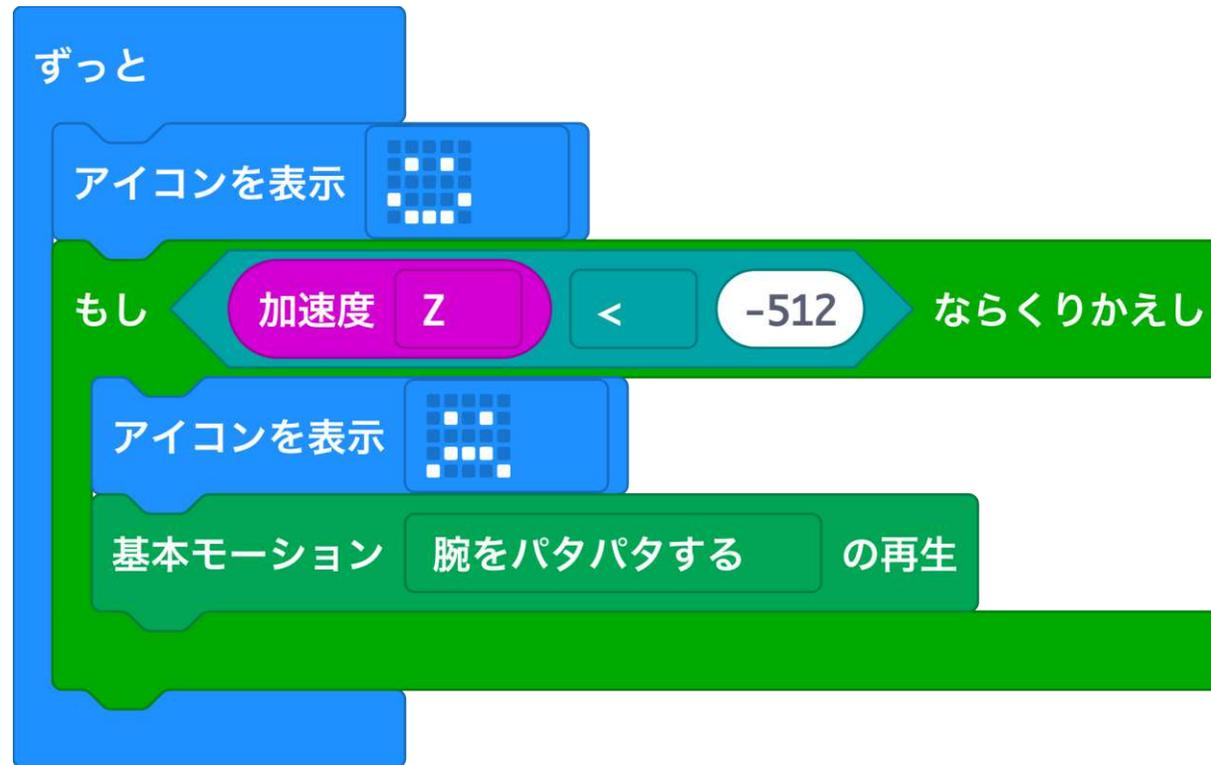 ずっと
アイコンを表示
もし 加速度 Z < -512 ならくりかえし
アイコンを表示
基本モーション 腕をパタパタする の再生